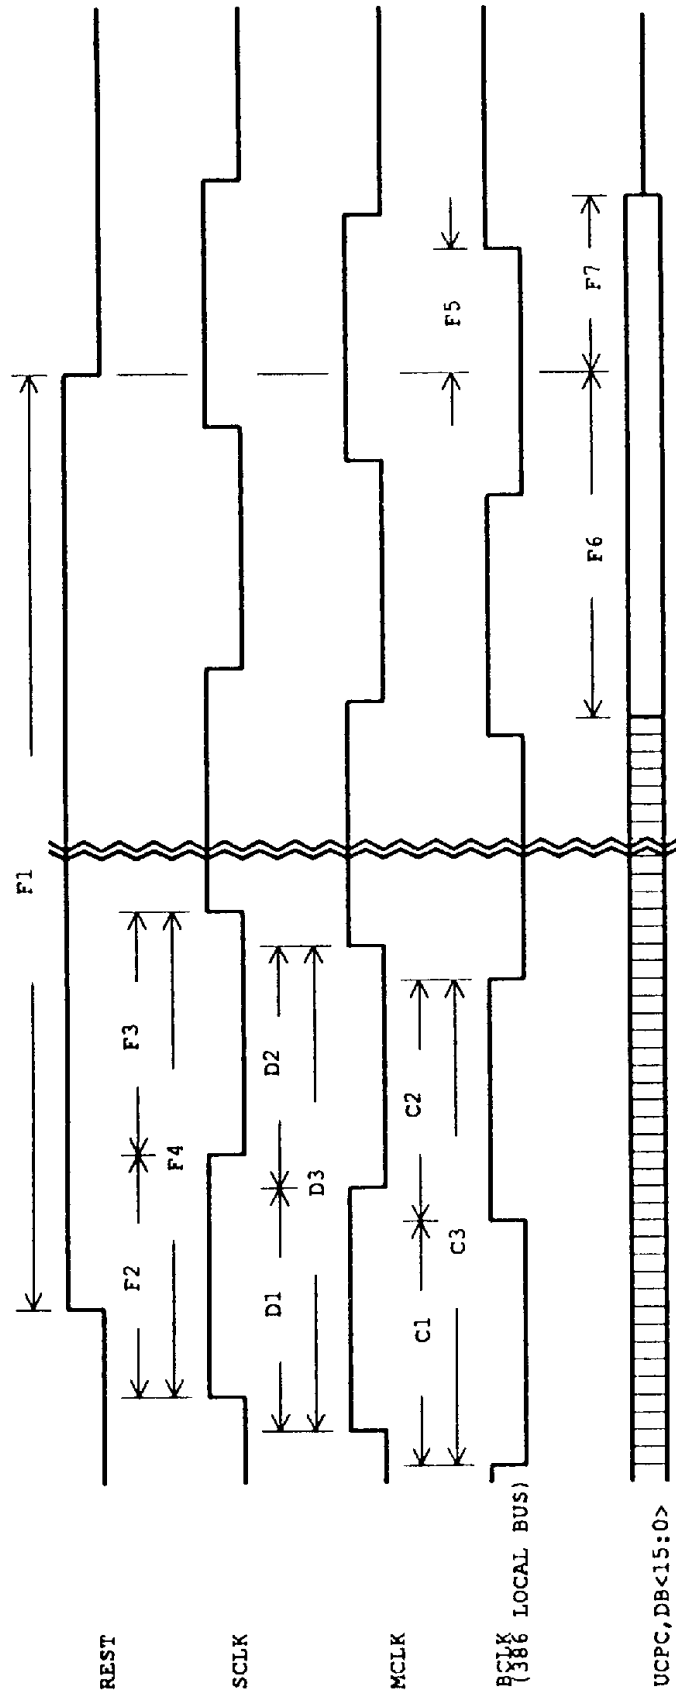 F1
REST
F2
F3
F4
SCLK
D1
D2
D3
MCLK
C1
C2
C3
F5
BCLK
(386 LOCAL BUS)
F6
F7
UCPC,DB<15:0>